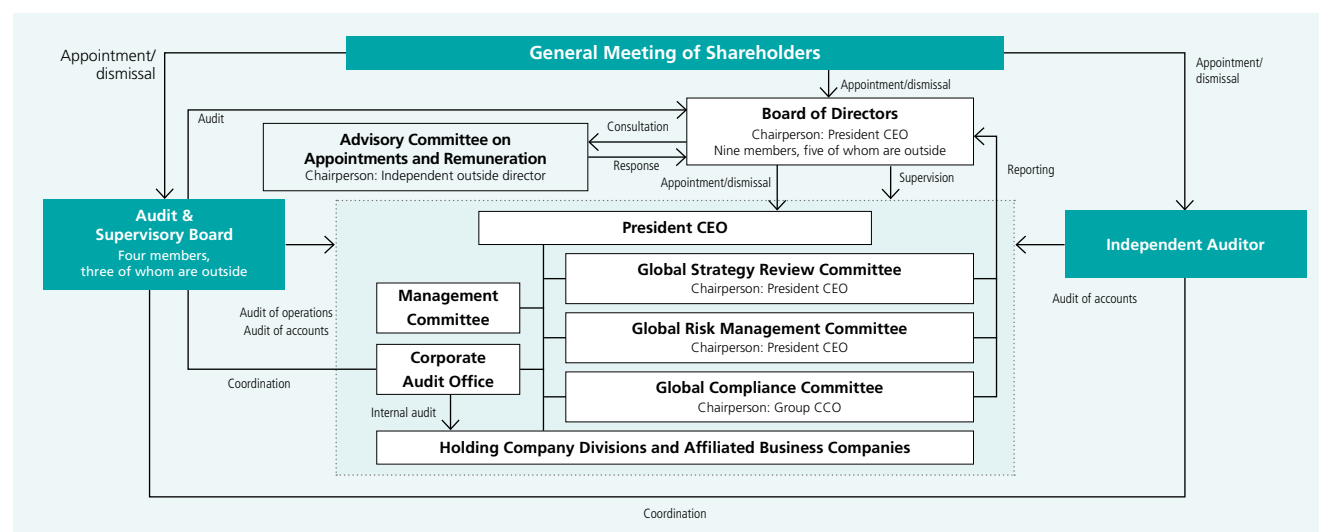 General Meeting of Shareholders
Appointment/
dismissal
Appointment/
dismissal
Appointment/dismissal
Board of Directors
Chairperson: President CEO
Nine members, five of whom are outside
Audit
Consultation
Advisory Committee on
Appointments and Remuneration
Chairperson: Independent outside director
Response
Appointment/dismissal
Supervision
Reporting
Audit &
Supervisory Board
Four members,
three of whom are outside
President CEO
Independent Auditor
Global Strategy Review Committee
Chairperson: President CEO
Management
Committee
Audit of operations
Audit of accounts
Audit of accounts
Global Risk Management Committee
Chairperson: President CEO
Corporate
Audit Office
Coordination
Global Compliance Committee
Chairperson: Group CCO
Internal audit
Holding Company Divisions and Affiliated Business Companies
Coordination